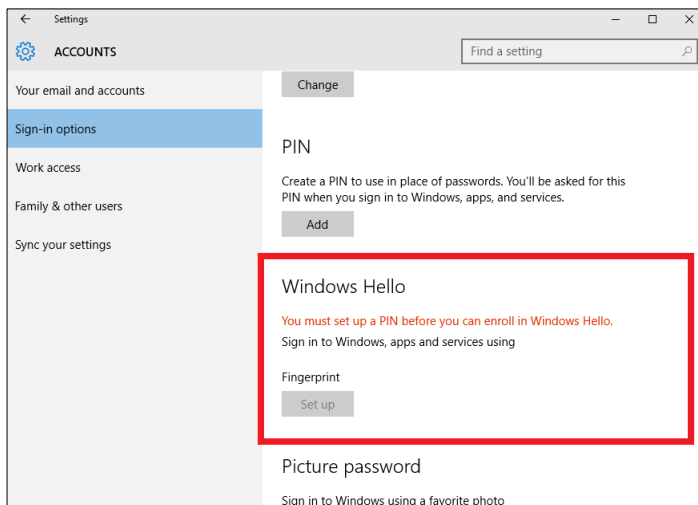 Settings
ACCOUNTS
Find a setting
Your email and accounts
Sign-in options
Work access
Family & other users
Sync your settings
Change
PIN
Create a PIN to use in place of passwords. You'll be asked for this
PIN when you sign in to Windows, apps, and services.
Add
Windows Hello
You must set up a PIN before you can enroll in Windows Hello.
Sign in to Windows, apps and services using
Fingerprint
Set up
Picture password
Sign in to Windows using a favorite photo